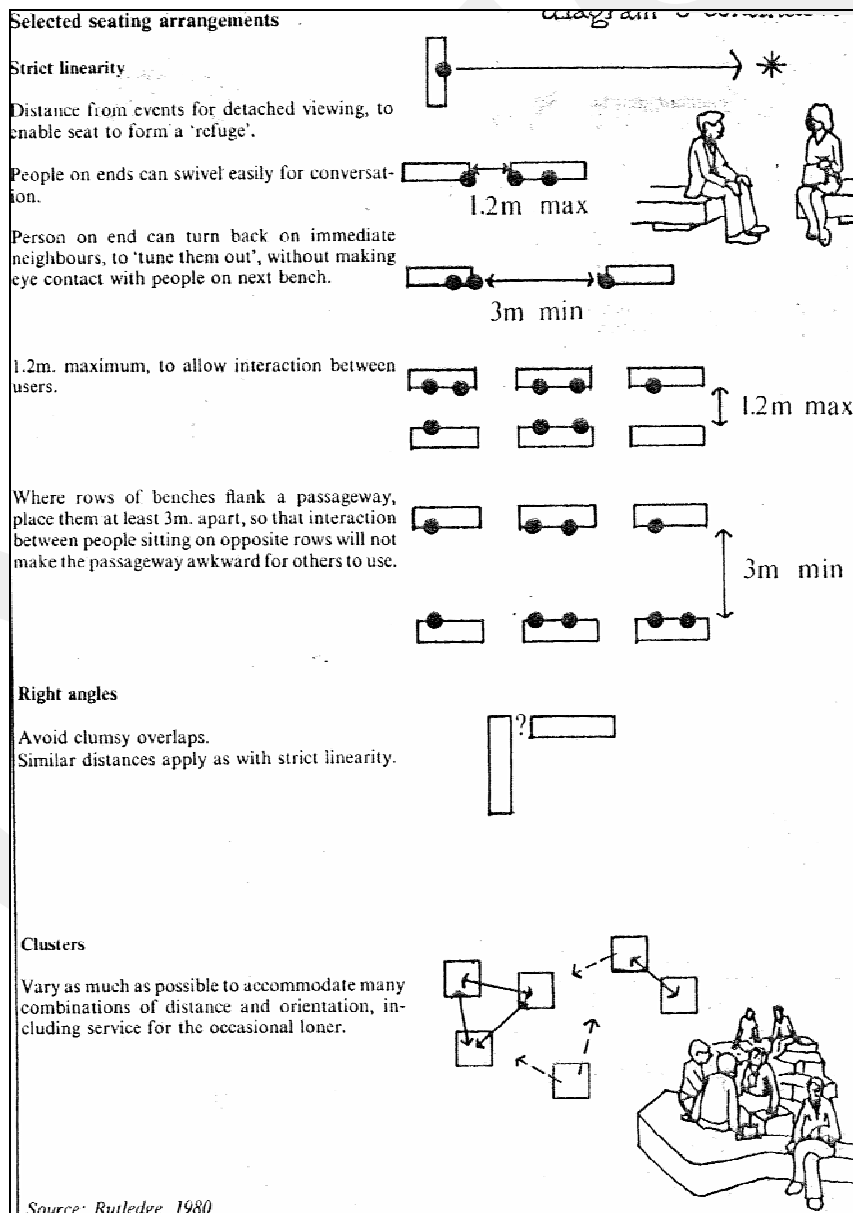 Selected seating arrangements
Strict linearity
Distance from events for detached viewing, to
enable seat to form a ‘refuge’.
People on ends can swivel easily for conversat-
ion.
1.2m max
Person on end can turn back on immediate
neighbours, to ‘tune them out’, without making
eye contact with people on next bench.
3m min
1.2m. maximum, to allow interaction between
users.
1.2m max
Where rows of benches flank a passageway,
place them at least 3m. apart, so that interaction
between people sitting on opposite rows will not
make the passageway awkward for others to use.
3m min
Right angles
Avoid clumsy overlaps.
Similar distances apply as with strict linearity.
?
Clusters
Vary as much as possible to accommodate many
combinations of distance and orientation, in-
cluding service for the occasional loner.
Source: Rutledge, 1980